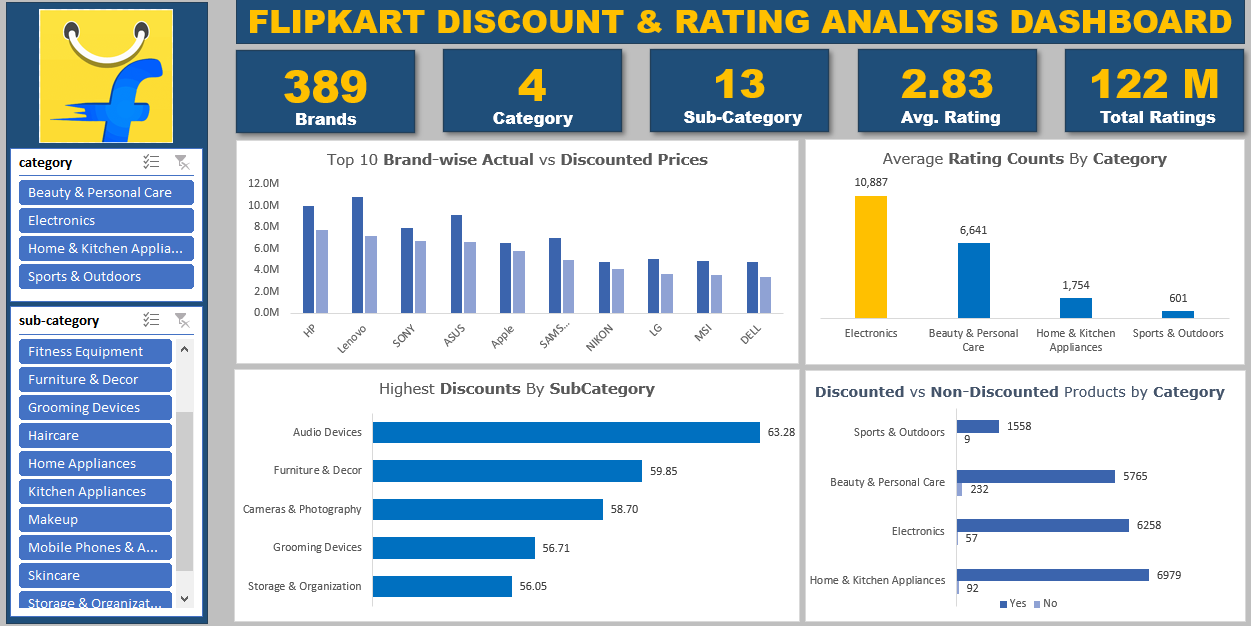 FLIPKART DISCOUNT & RATING ANALYSIS DASHBOARD
389
Brands
4
Category
13
Sub-Category
2.83
Avg. Rating
122 M
Total Ratings
category
Beauty & Personal Care
Electronics
Home & Kitchen Applia...
Sports & Outdoors
sub-category
Fitness Equipment
Furniture & Decor
Grooming Devices
Haircare
Home Appliances
Kitchen Appliances
Makeup
Mobile Phones & A...
Skincare
Storage & Organizat...
Top 10 Brand-wise Actual vs Discounted Prices
12.0M
10.0M
8.0M
6.0M
4.0M
2.0M
0.0M
HP
Lenovo
SONY
ASUS
Apple
SAMS...
NIKON
LG
MSI
DELL
Average Rating Counts By Category
10,887
6,641
1,754
601
Electronics
Beauty & Personal
Care
Home & Kitchen
Appliances
Sports & Outdoors
Highest Discounts By SubCategory
Audio Devices 63.28
Furniture & Decor 59.85
Cameras & Photography 58.70
Grooming Devices 56.71
Storage & Organization 56.05
Discounted vs Non-Discounted Products by Category
Sports & Outdoors 1558
9
Beauty & Personal Care 5765
232
Electronics 6258
57
Home & Kitchen Appliances 6979
92
Yes No